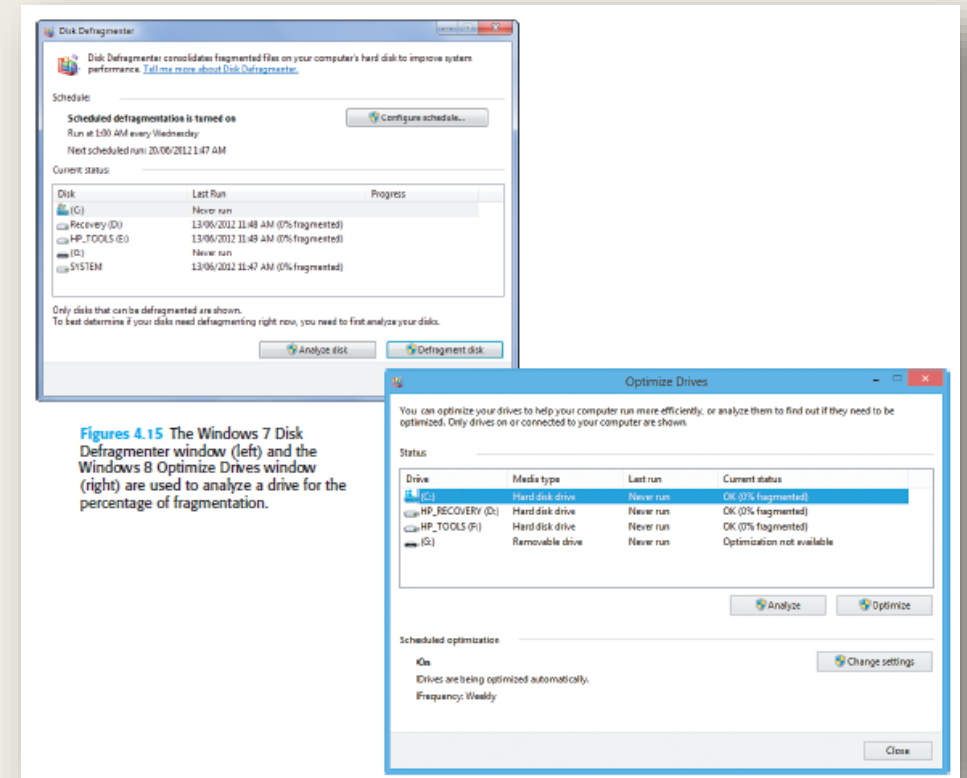 Disk Defragmenter
Disk Defragmenter consolidates fragmented files on your computer's hard disk to improve system
performance. Tell me more about Disk Defragmenter.
Schedule:
Scheduled defragmentation is turned on
Configure schedule...
Run at 1:00 AM every Wednesday
Next scheduled run: 20/06/2012 1:47 AM
Current status:
Disk Last Run Progress
(C:) Never run
Recovery (D:) 13/06/2012 11:48 AM (0% fragmented)
HP_TOOLS (E:) 13/06/2012 11:49 AM (0% fragmented)
Never run
SYSTEM 13/06/2012 11:47 AM (0% fragmented)
Only disks that can be defragmented are shown.
To best determine if your disks need defragmenting right now, you need to first analyze your disks.
Analyze disk Defragment disk
Figures 4.15 The Windows 7 Disk
Defragmenter window (left) and the
Windows 8 Optimize Drives window
(right) are used to analyze a drive for the
percentage of fragmentation.
Optimize Drives
You can optimize your drives to help your computer run more efficiently, or analyze them to find out if they need to be
optimized. Only drives on or connected to your computer are shown.
Status
Drive Media type Last run Current status
(C:) Hard disk drive Never run OK (0% fragmented)
HP_RECOVERY (D:) Hard disk drive Never run OK (0% fragmented)
HP_TOOLS (F:) Hard disk drive Never run OK (0% fragmented)
(G:) Removable drive Never run Optimization not available
Analyze Optimize
Scheduled optimization
On
Change settings
Drives are being optimized automatically.
Frequency: Weekly
Close